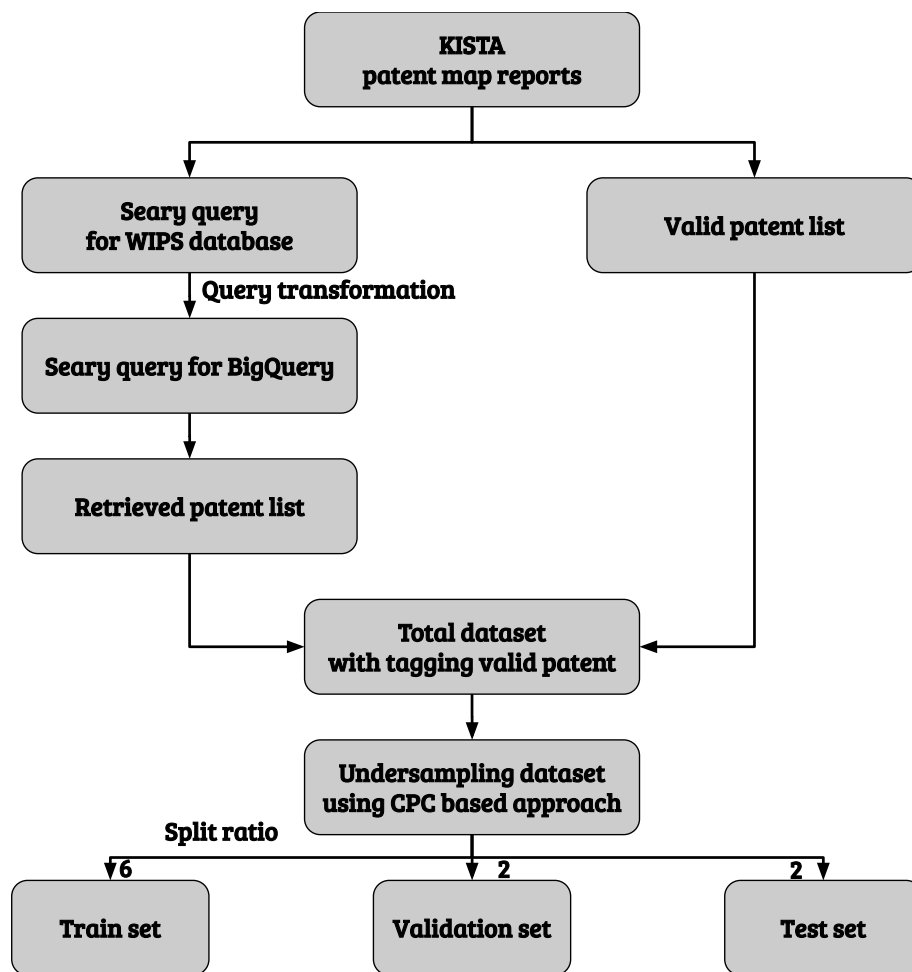 KISTA
patent map reports
Seary query
for WIPS database
Valid patent list
Query transformation
Seary query for BigQuery
Retrieved patent list
Total dataset
with tagging valid patent
Undersampling dataset
using CPC based approach
Split ratio
6
2
2
Train set
Validation set
Test set